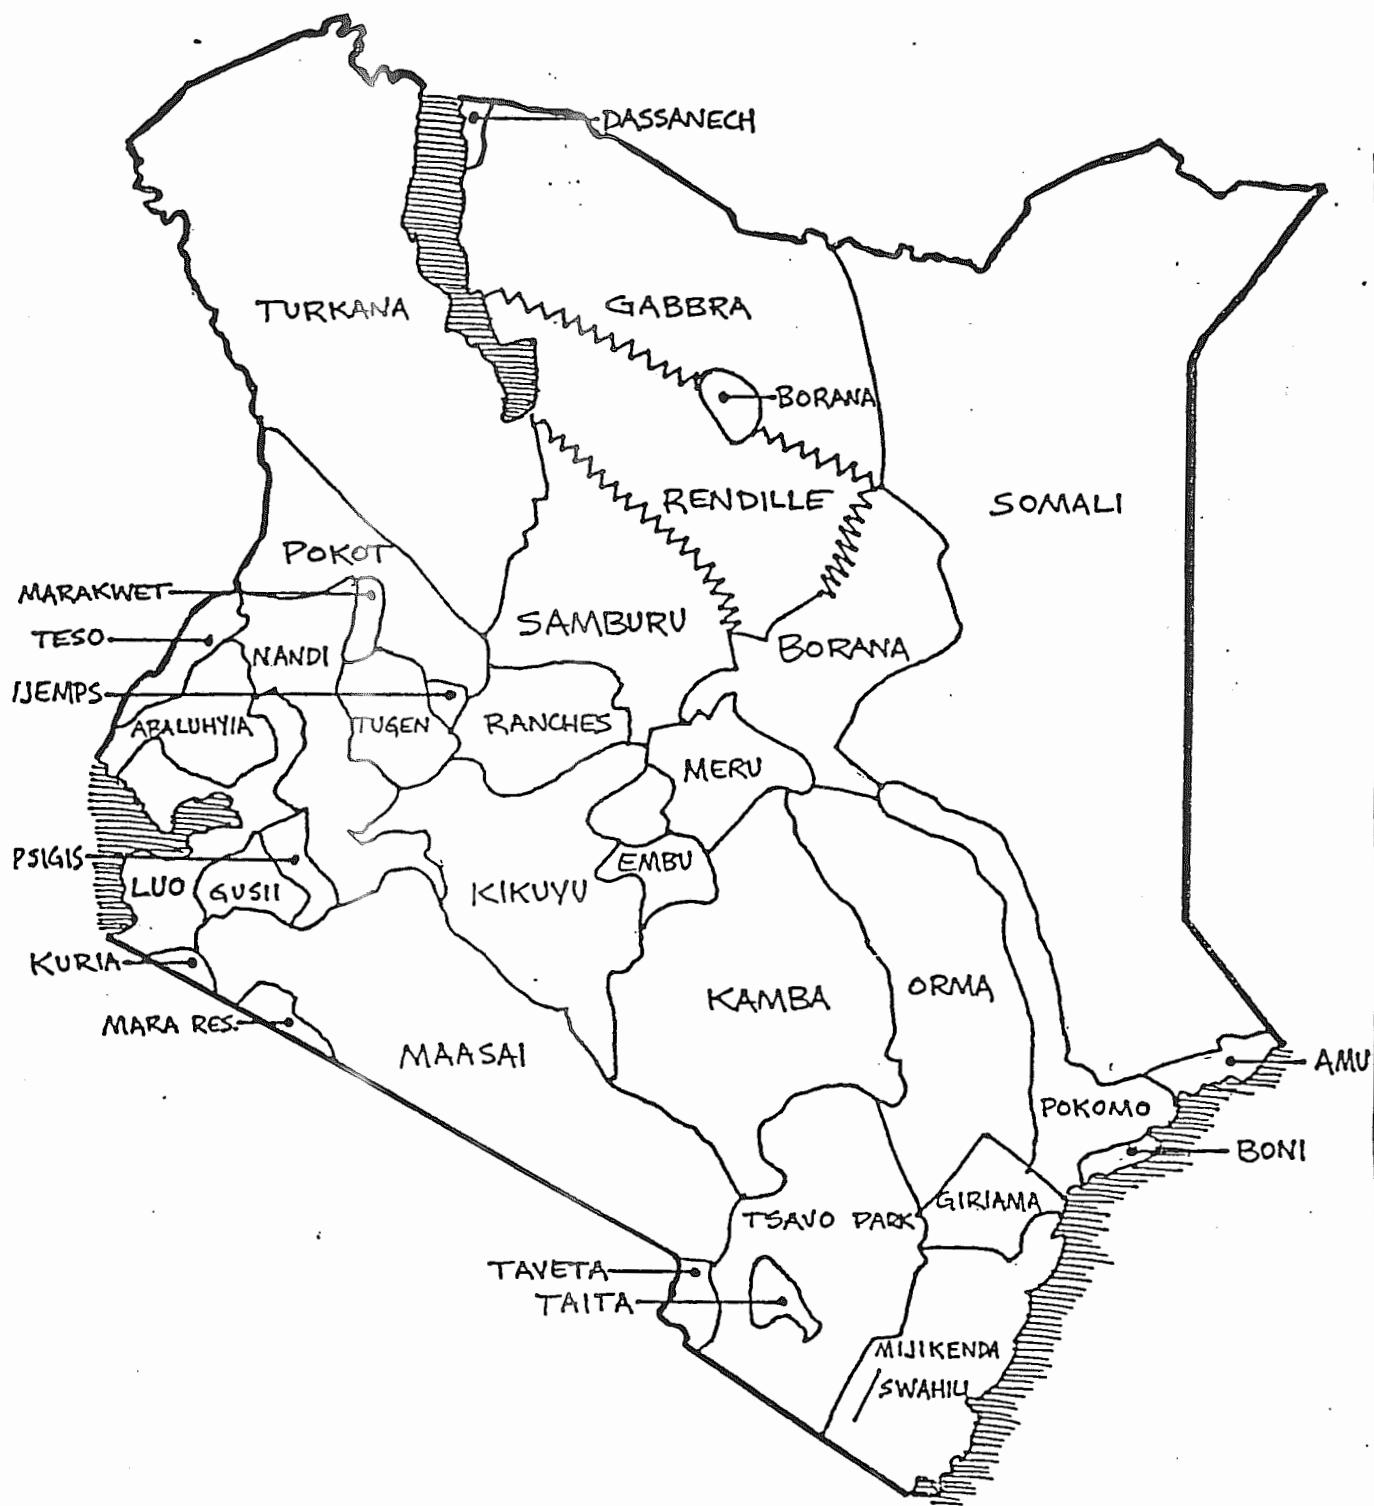 DASSANECH
TURKANA
GABBRA
BORANA
RENDILLE
SOMALI
POKOT
MARAKWET
SAMBURU
TESO
NANDI
BORANA
IJEMPS
ABALUHYIA
TUGEN
RANCHES
MERU
PSIGIS
EMBU
LUO
GUSII
KIKUYU
KURIA
KAMBA
ORMA
MARA RES.
MAASAI
AMU
POKOMO
BONI
GIRIAMA
TSAVO PARK
TAVETA
TAITA
MIJIKENDA
SWAHILI